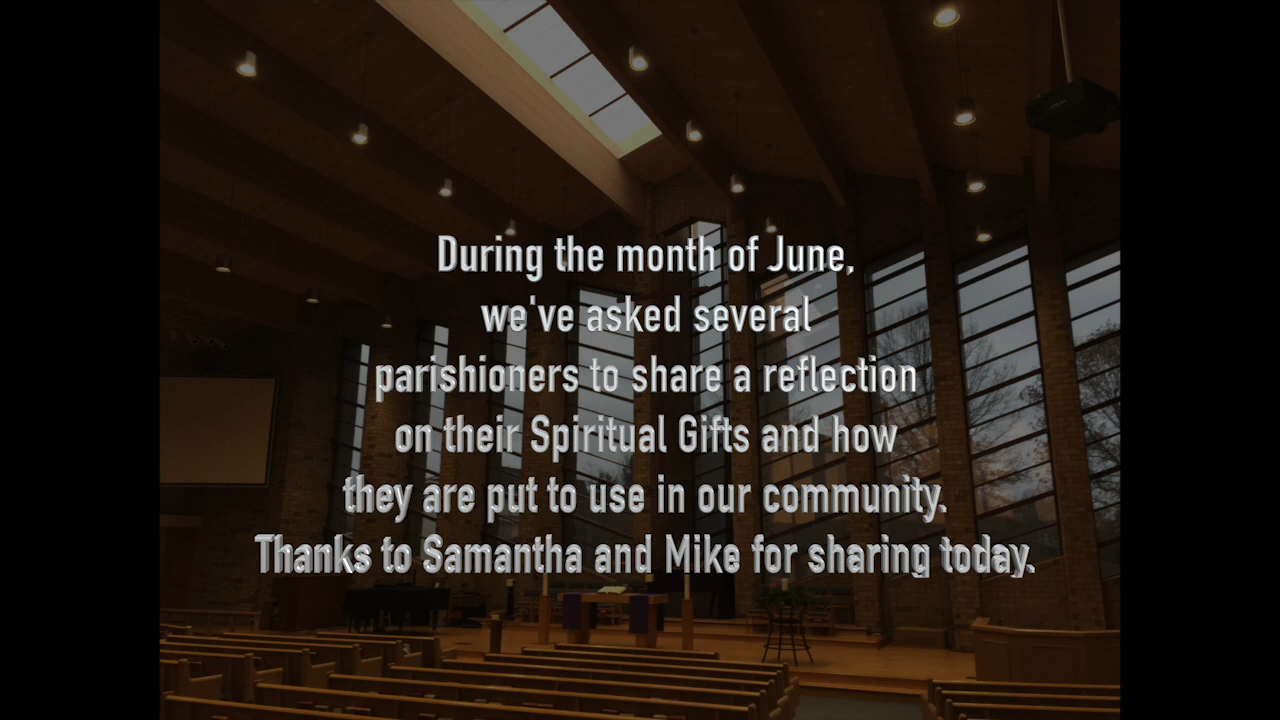 During the month of June,
we've asked several
parishioners to share a reflection
on their Spiritual Gifts and how
they are put to use in our community.
Thanks to Samantha and Mike for sharing today.